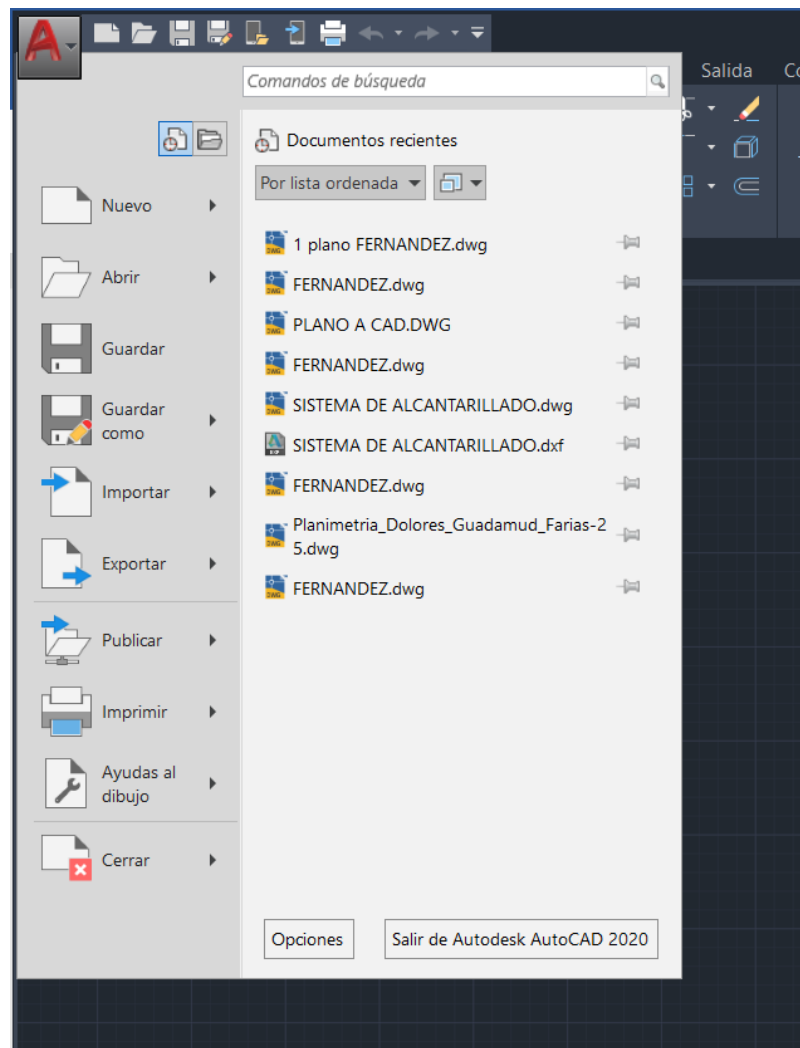 Comandos de búsqueda
Salida
Co
Documentos recientes
Por lista ordenada
Nuevo
Abrir
Guardar
Guardar
como
Importar
Exportar
Publicar
Imprimir
Ayudas al
dibujo
Cerrar
1 plano FERNANDEZ.dwg
FERNANDEZ.dwg
PLANO A CAD.DWG
FERNANDEZ.dwg
SISTEMA DE ALCANTARILLADO.dwg
SISTEMA DE ALCANTARILLADO.dxf
FERNANDEZ.dwg
Planimetria_Dolores_Guadamud_Farias-2
5.dwg
FERNANDEZ.dwg
Opciones
Salir de Autodesk AutoCAD 2020